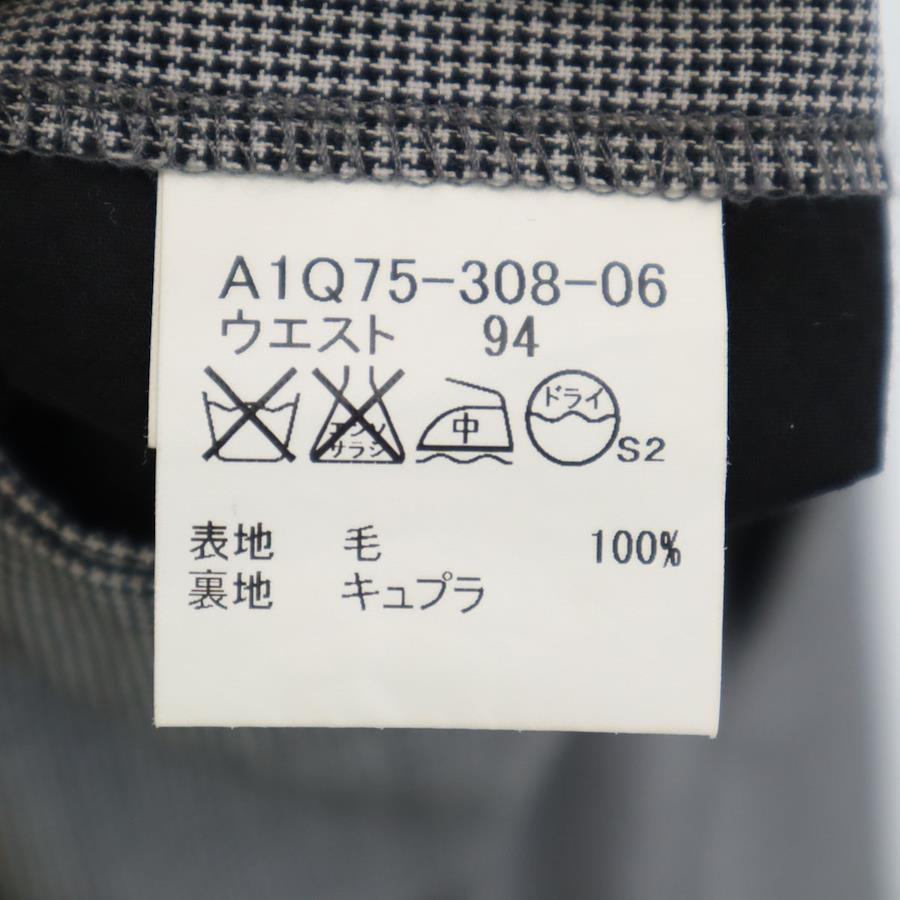 A1Q75-308-06
ウエスト 94
エンソ
サラシ
中
ドライ
S2
表地 毛 100%
裏地 キュプラ